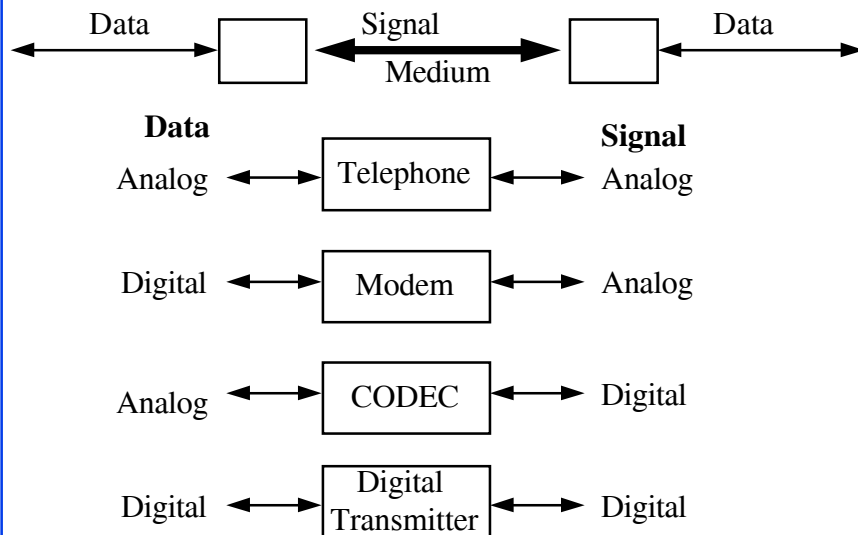 Data Signal Data
Medium
Data Signal
Analog Telephone Analog
Digital Modem Analog
Analog CODEC Digital
Digital Digital Transmitter Digital